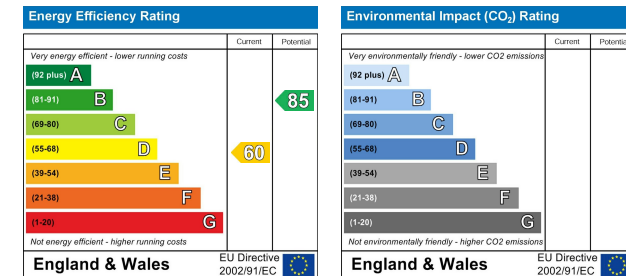 Energy Efficiency Rating
Current Potential
Very energy efficient - lower running costs
(92 plus) A
(81-91) B
85
(69-80) C
(55-68) D
60
(39-54) E
(21-38) F
(1-20) G
Not energy efficient - higher running costs
England & Wales
EU Directive
2002/91/EC
Environmental Impact (CO₂) Rating
Current Potential
Very environmentally friendly - lower CO2 emissions
(92 plus) A
(81-91) B
(69-80) C
(55-68) D
(39-54) E
(21-38) F
(1-20) G
Not environmentally friendly - higher CO2 emissions
England & Wales
EU Directive
2002/91/EC